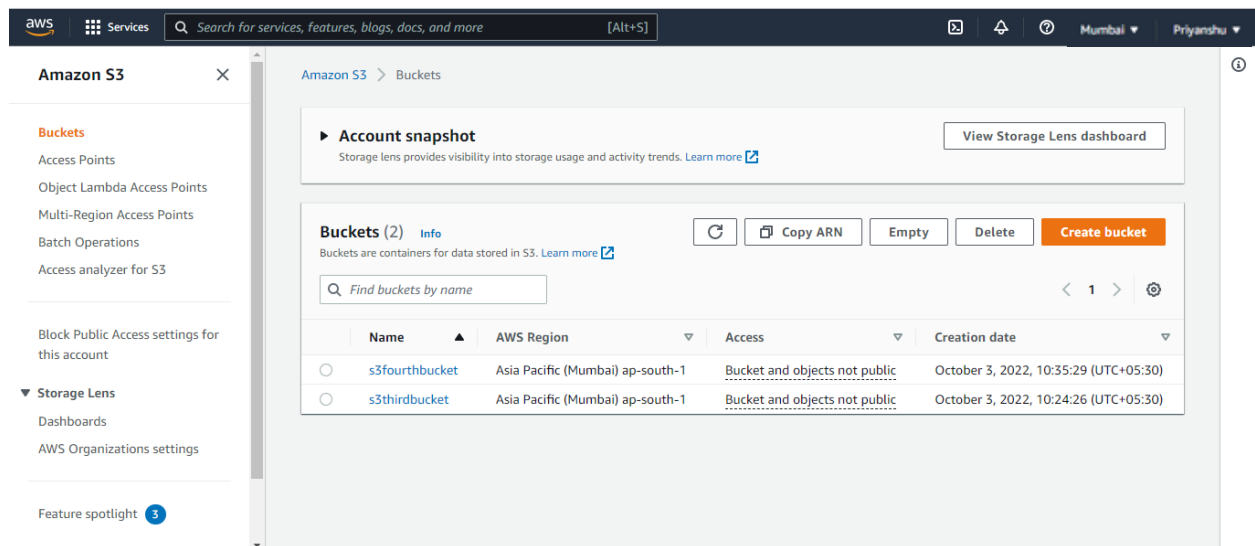 aws Services Search for services, features, blogs, docs, and more [Alt+S] Mumbai Priyanshu
Amazon S3
Buckets
Access Points
Object Lambda Access Points
Multi-Region Access Points
Batch Operations
Access analyzer for S3
Block Public Access settings for
this account
Storage Lens
Dashboards
AWS Organizations settings
Feature spotlight 3
Amazon S3 > Buckets
Account snapshot
View Storage Lens dashboard
Storage lens provides visibility into storage usage and activity trends. Learn more
Buckets (2) Info
Copy ARN Empty Delete Create bucket
Buckets are containers for data stored in S3. Learn more
Find buckets by name
< 1 >
Name AWS Region Access Creation date
s3fourthbucket Asia Pacific (Mumbai) ap-south-1 Bucket and objects not public October 3, 2022, 10:35:29 (UTC+05:30)
s3thirdbucket Asia Pacific (Mumbai) ap-south-1 Bucket and objects not public October 3, 2022, 10:24:26 (UTC+05:30)